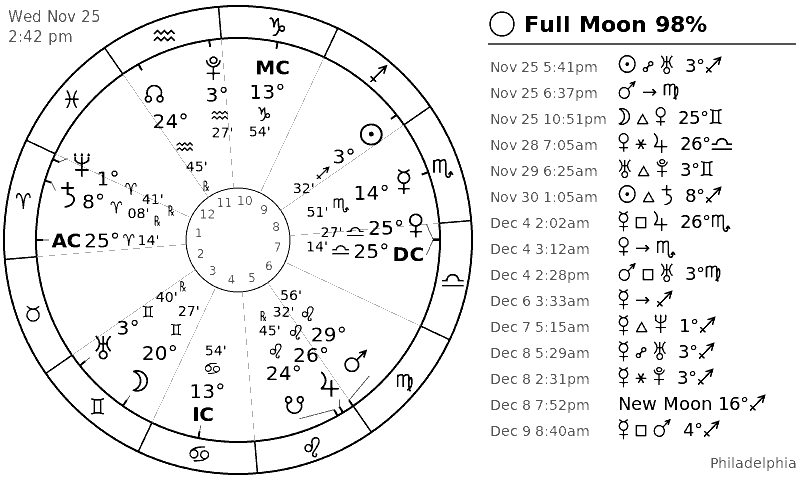 Wed Nov 25
2:42 pm
♒ ♑ ♐ ♏ ♎ ♍ ♌ ♋ ♊ ♉ ♈ ♓
♇ 3° ♒ 27'
MC 13° ♑ 54'
☉ 3° ♐ 32'
☿ 14° ♏ 51'
♀ 25° ♎ 27'
DC 25° ♎ 14'
♂ 29° ♌ 56'
♃ 26° ♌ 32'
☋ 24° ♌ 45' ℞
IC 13° ♋ 54'
☽ 20° ♊ 27'
♅ 3° ♊ 40' ℞
AC 25° ♈ 14'
♄ 8° ♈ 08' ℞
♆ 1° ♈ 41' ℞
☊ 24° ♒ 45' ℞
1 2 3 4 5 6 7 8 9 10 11 12
Full Moon 98%
Nov 25 5:41pm ☉ ☍ ♅ 3°♐
Nov 25 6:37pm ♂ → ♍
Nov 25 10:51pm ☽ △ ♀ 25°♊
Nov 28 7:05am ♀ ⚹ ♃ 26°♎
Nov 29 6:25am ♅ △ ♇ 3°♊
Nov 30 1:05am ☉ △ ♄ 8°♐
Dec 4 2:02am ☿ □ ♃ 26°♏
Dec 4 3:12am ♀ → ♏
Dec 4 2:28pm ♂ □ ♅ 3°♍
Dec 6 3:33am ☿ → ♐
Dec 7 5:15am ☿ △ ♆ 1°♐
Dec 8 5:29am ☿ ☍ ♅ 3°♐
Dec 8 2:31pm ☿ ⚹ ♇ 3°♐
Dec 8 7:52pm New Moon 16°♐
Dec 9 8:40am ☿ □ ♂ 4°♐
Philadelphia